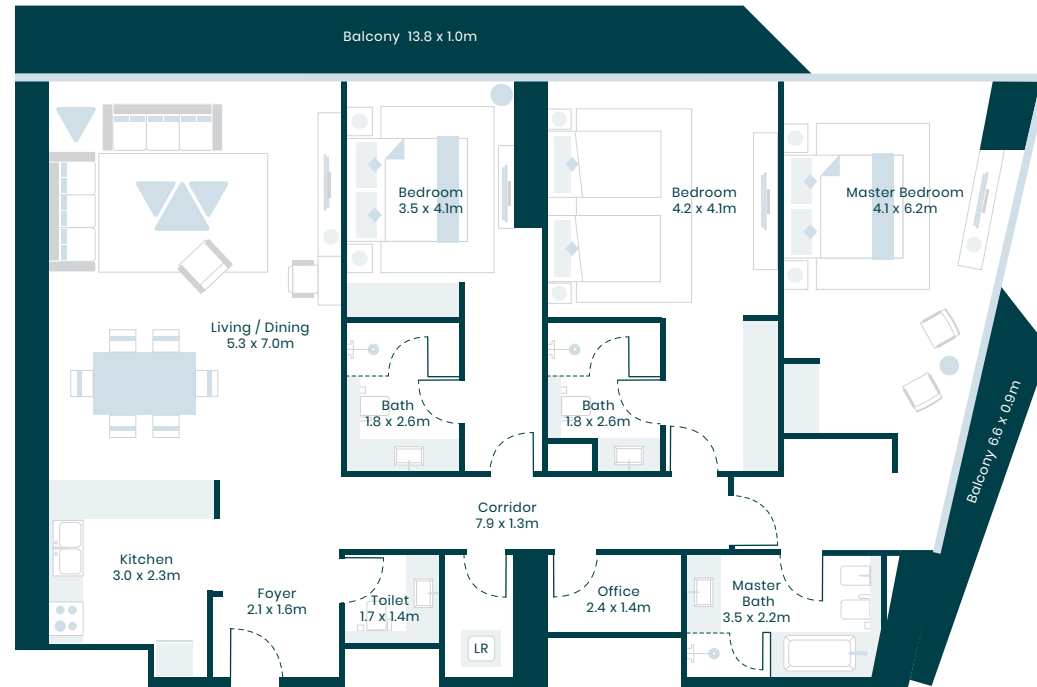 Balcony 13.8 x 1.0m
Bedroom
3.5 x 4.1m
Bedroom
4.2 x 4.1m
Master Bedroom
4.1 x 6.2m
Living / Dining
5.3 x 7.0m
Bath
1.8 x 2.6m
Bath
1.8 x 2.6m
Balcony 6.6 x 0.9m
Corridor
7.9 x 1.3m
Kitchen
3.0 x 2.3m
Foyer
2.1 x 1.6m
Toilet
1.7 x 1.4m
LR
Office
2.4 x 1.4m
Master
Bath
3.5 x 2.2m